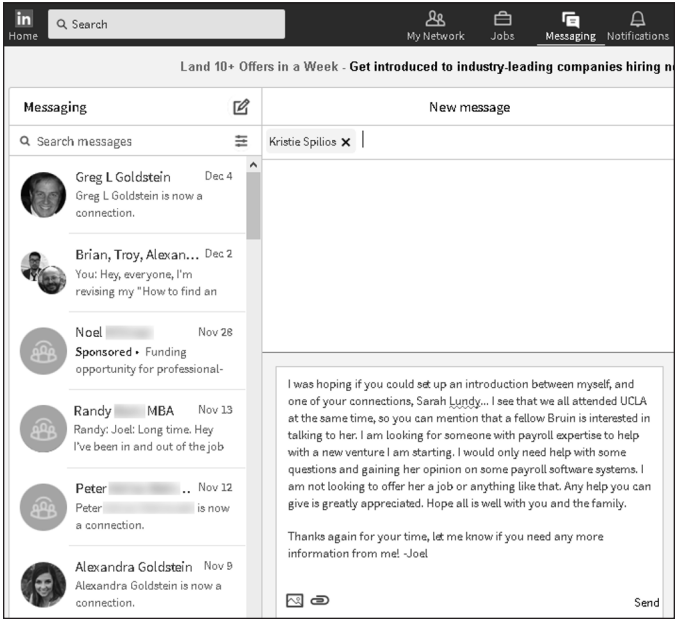 in
Home
Search
My Network
Jobs
Messaging
Notifications
Land 10+ Offers in a Week - Get introduced to industry-leading companies hiring
Messaging
New message
Search messages
Kristie Spilios
Greg L Goldstein Dec 4
Greg L Goldstein is now a
connection.
Brian, Troy, Alexan... Dec 2
You: Hey, everyone, I'm
revising my "How to find an
Noel Nov 28
Sponsored • Funding
opportunity for professional-
Randy MBA Nov 13
Randy: Joel: Long time. Hey
I've been in and out of the job
Peter .. Nov 12
Peter is now
a connection.
Alexandra Goldstein Nov 9
Alexandra Goldstein is now a
connection.
I was hoping if you could set up an introduction between myself, and
one of your connections, Sarah Lundy... I see that we all attended UCLA
at the same time, so you can mention that a fellow Bruin is interested in
talking to her. I am looking for someone with payroll expertise to help
with a new venture I am starting. I would only need help with some
questions and gaining her opinion on some payroll software systems. I
am not looking to offer her a job or anything like that. Any help you can
give is greatly appreciated. Hope all is well with you and the family.
Thanks again for your time, let me know if you need any more
information from me! -Joel
Send